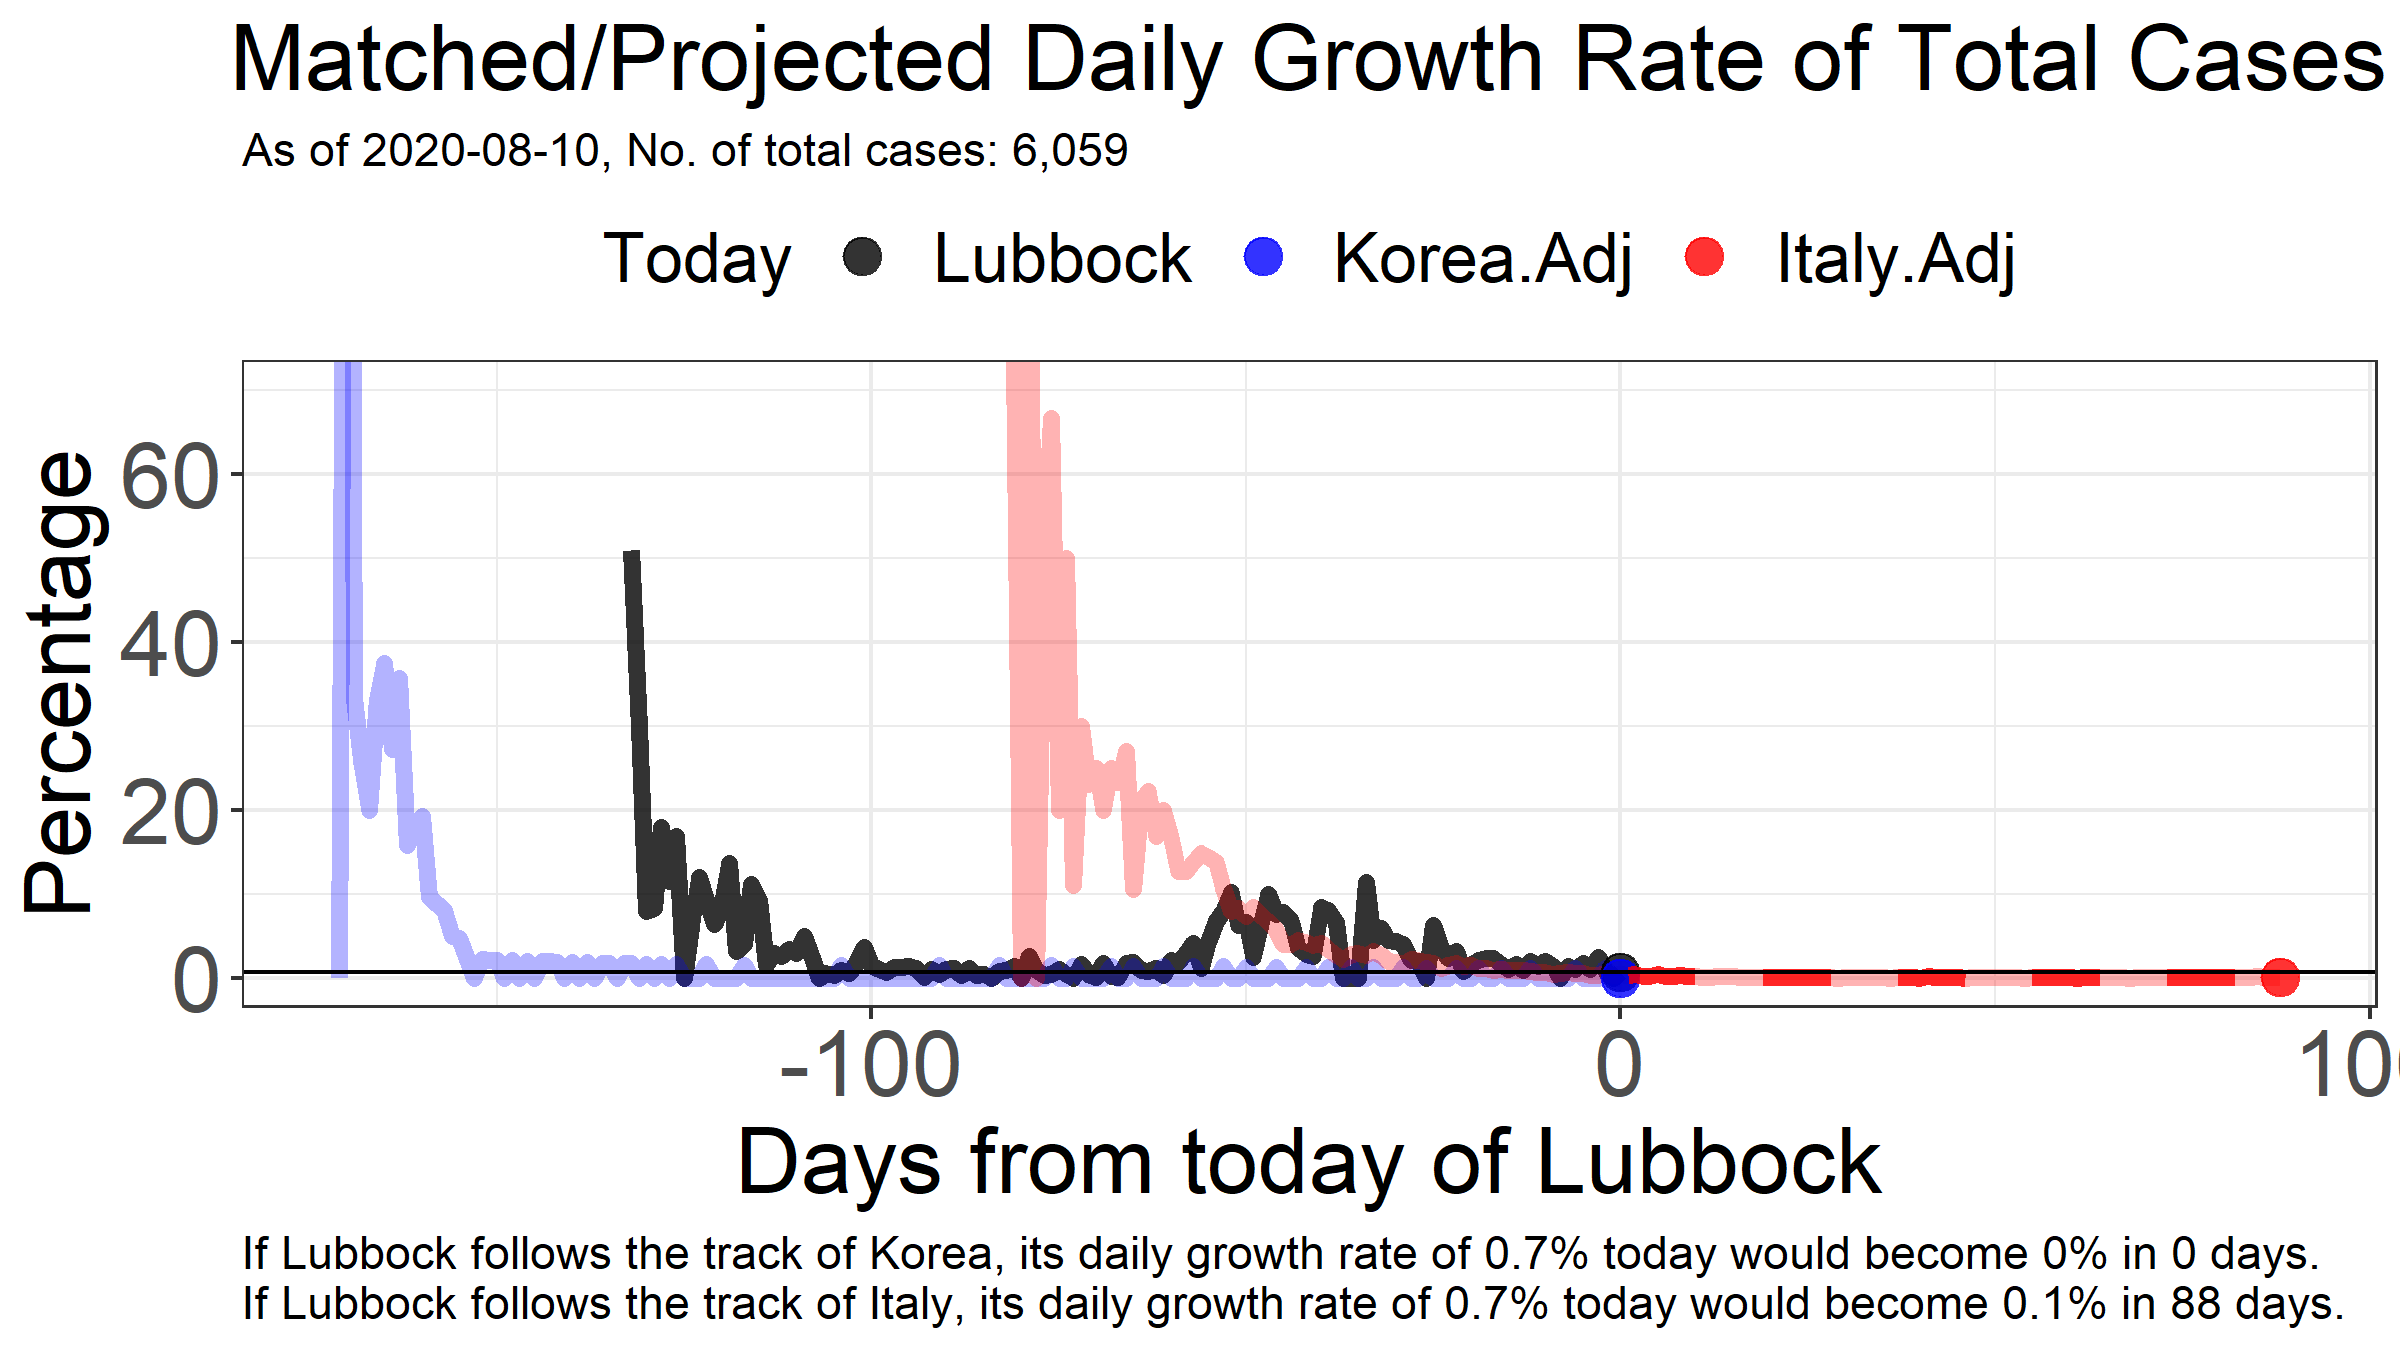 Matched/Projected Daily Growth Rate of Total Cases
As of 2020-08-10, No. of total cases: 6,059
Today Lubbock Korea.Adj Italy.Adj
Percentage
60
40
20
0
-100 0 100
Days from today of Lubbock
If Lubbock follows the track of Korea, its daily growth rate of 0.7% today would become 0% in 0 days.
If Lubbock follows the track of Italy, its daily growth rate of 0.7% today would become 0.1% in 88 days.